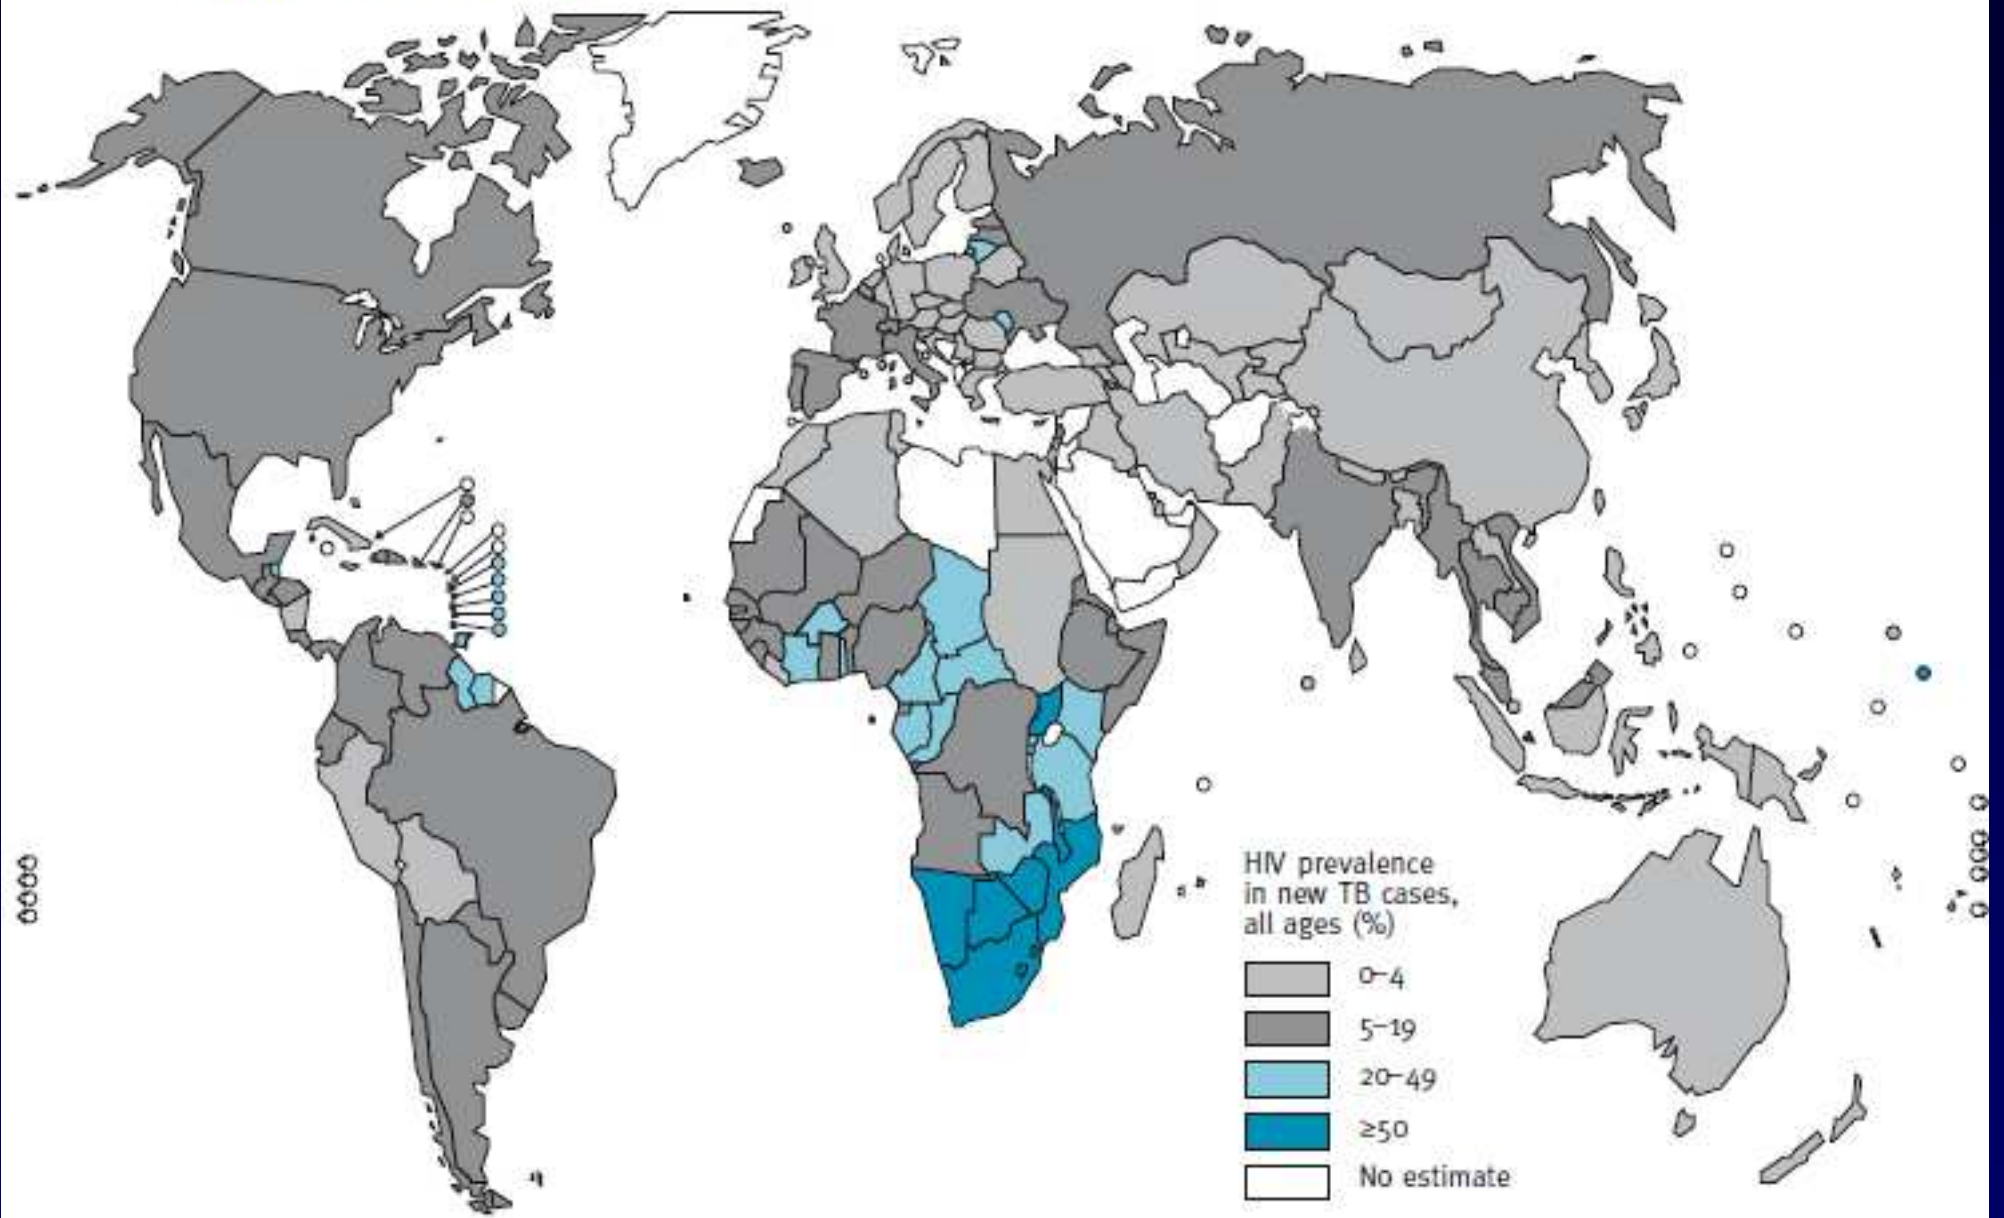 HIV prevalence
in new TB cases,
all ages (%)
0–4
5–19
20–49
≥50
No estimate